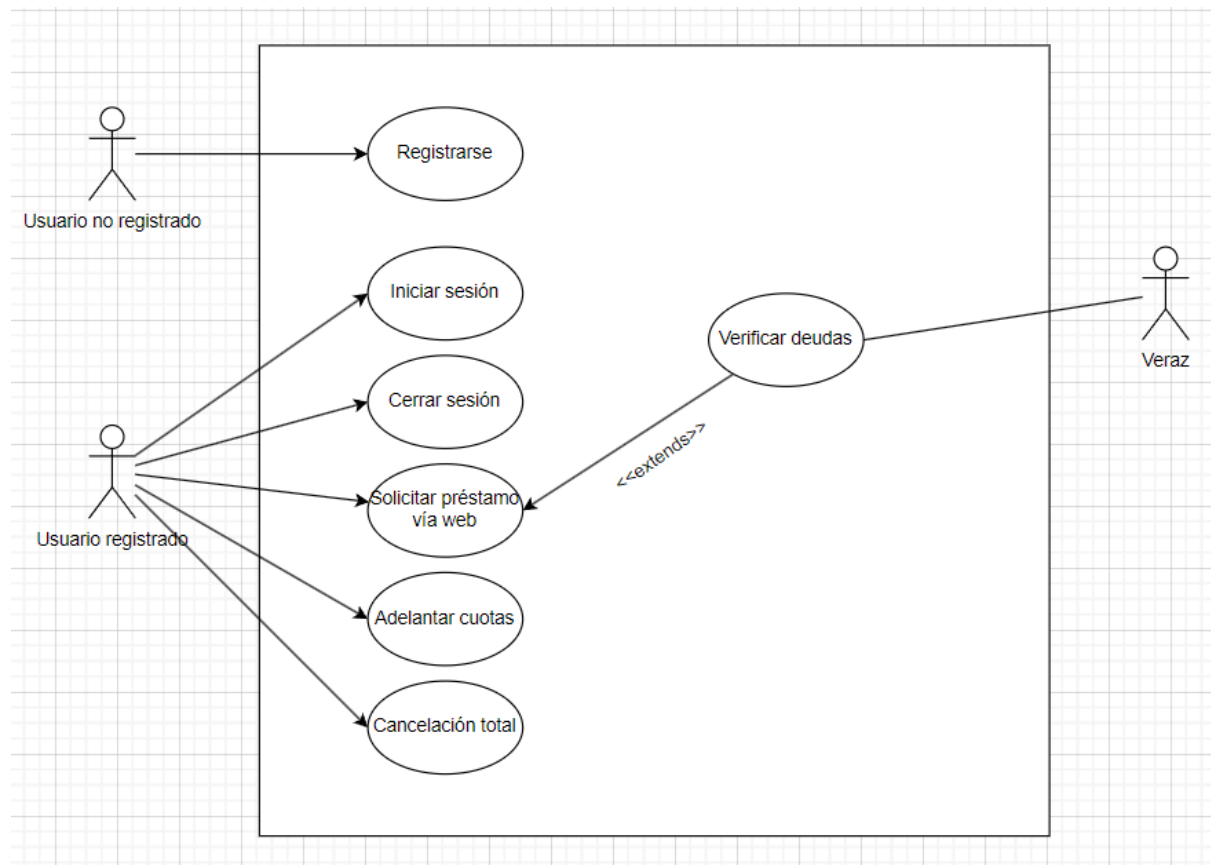 Registrarse
Usuario no registrado
Iniciar sesión
Verificar deudas
Veraz
Cerrar sesión
<<extends>>
Solicitar préstamo
vía web
Usuario registrado
Adelantar cuotas
Cancelación total